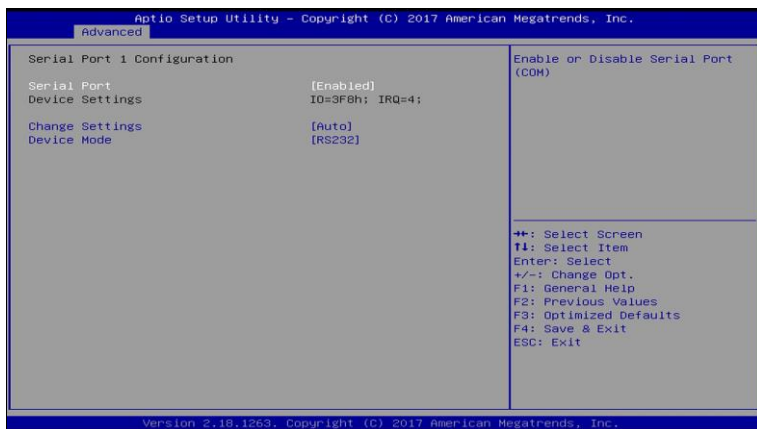 Aptio Setup Utility – Copyright (C) 2017 American Megatrends, Inc.
Advanced
Serial Port 1 Configuration
Serial Port [Enabled]
Device Settings IO=3F8h; IRQ=4;
Change Settings [Auto]
Device Mode [RS232]
Enable or Disable Serial Port
(COM)
→←: Select Screen
↑↓: Select Item
Enter: Select
+/-: Change Opt.
F1: General Help
F2: Previous Values
F3: Optimized Defaults
F4: Save & Exit
ESC: Exit
Version 2.18.1263. Copyright (C) 2017 American Megatrends, Inc.